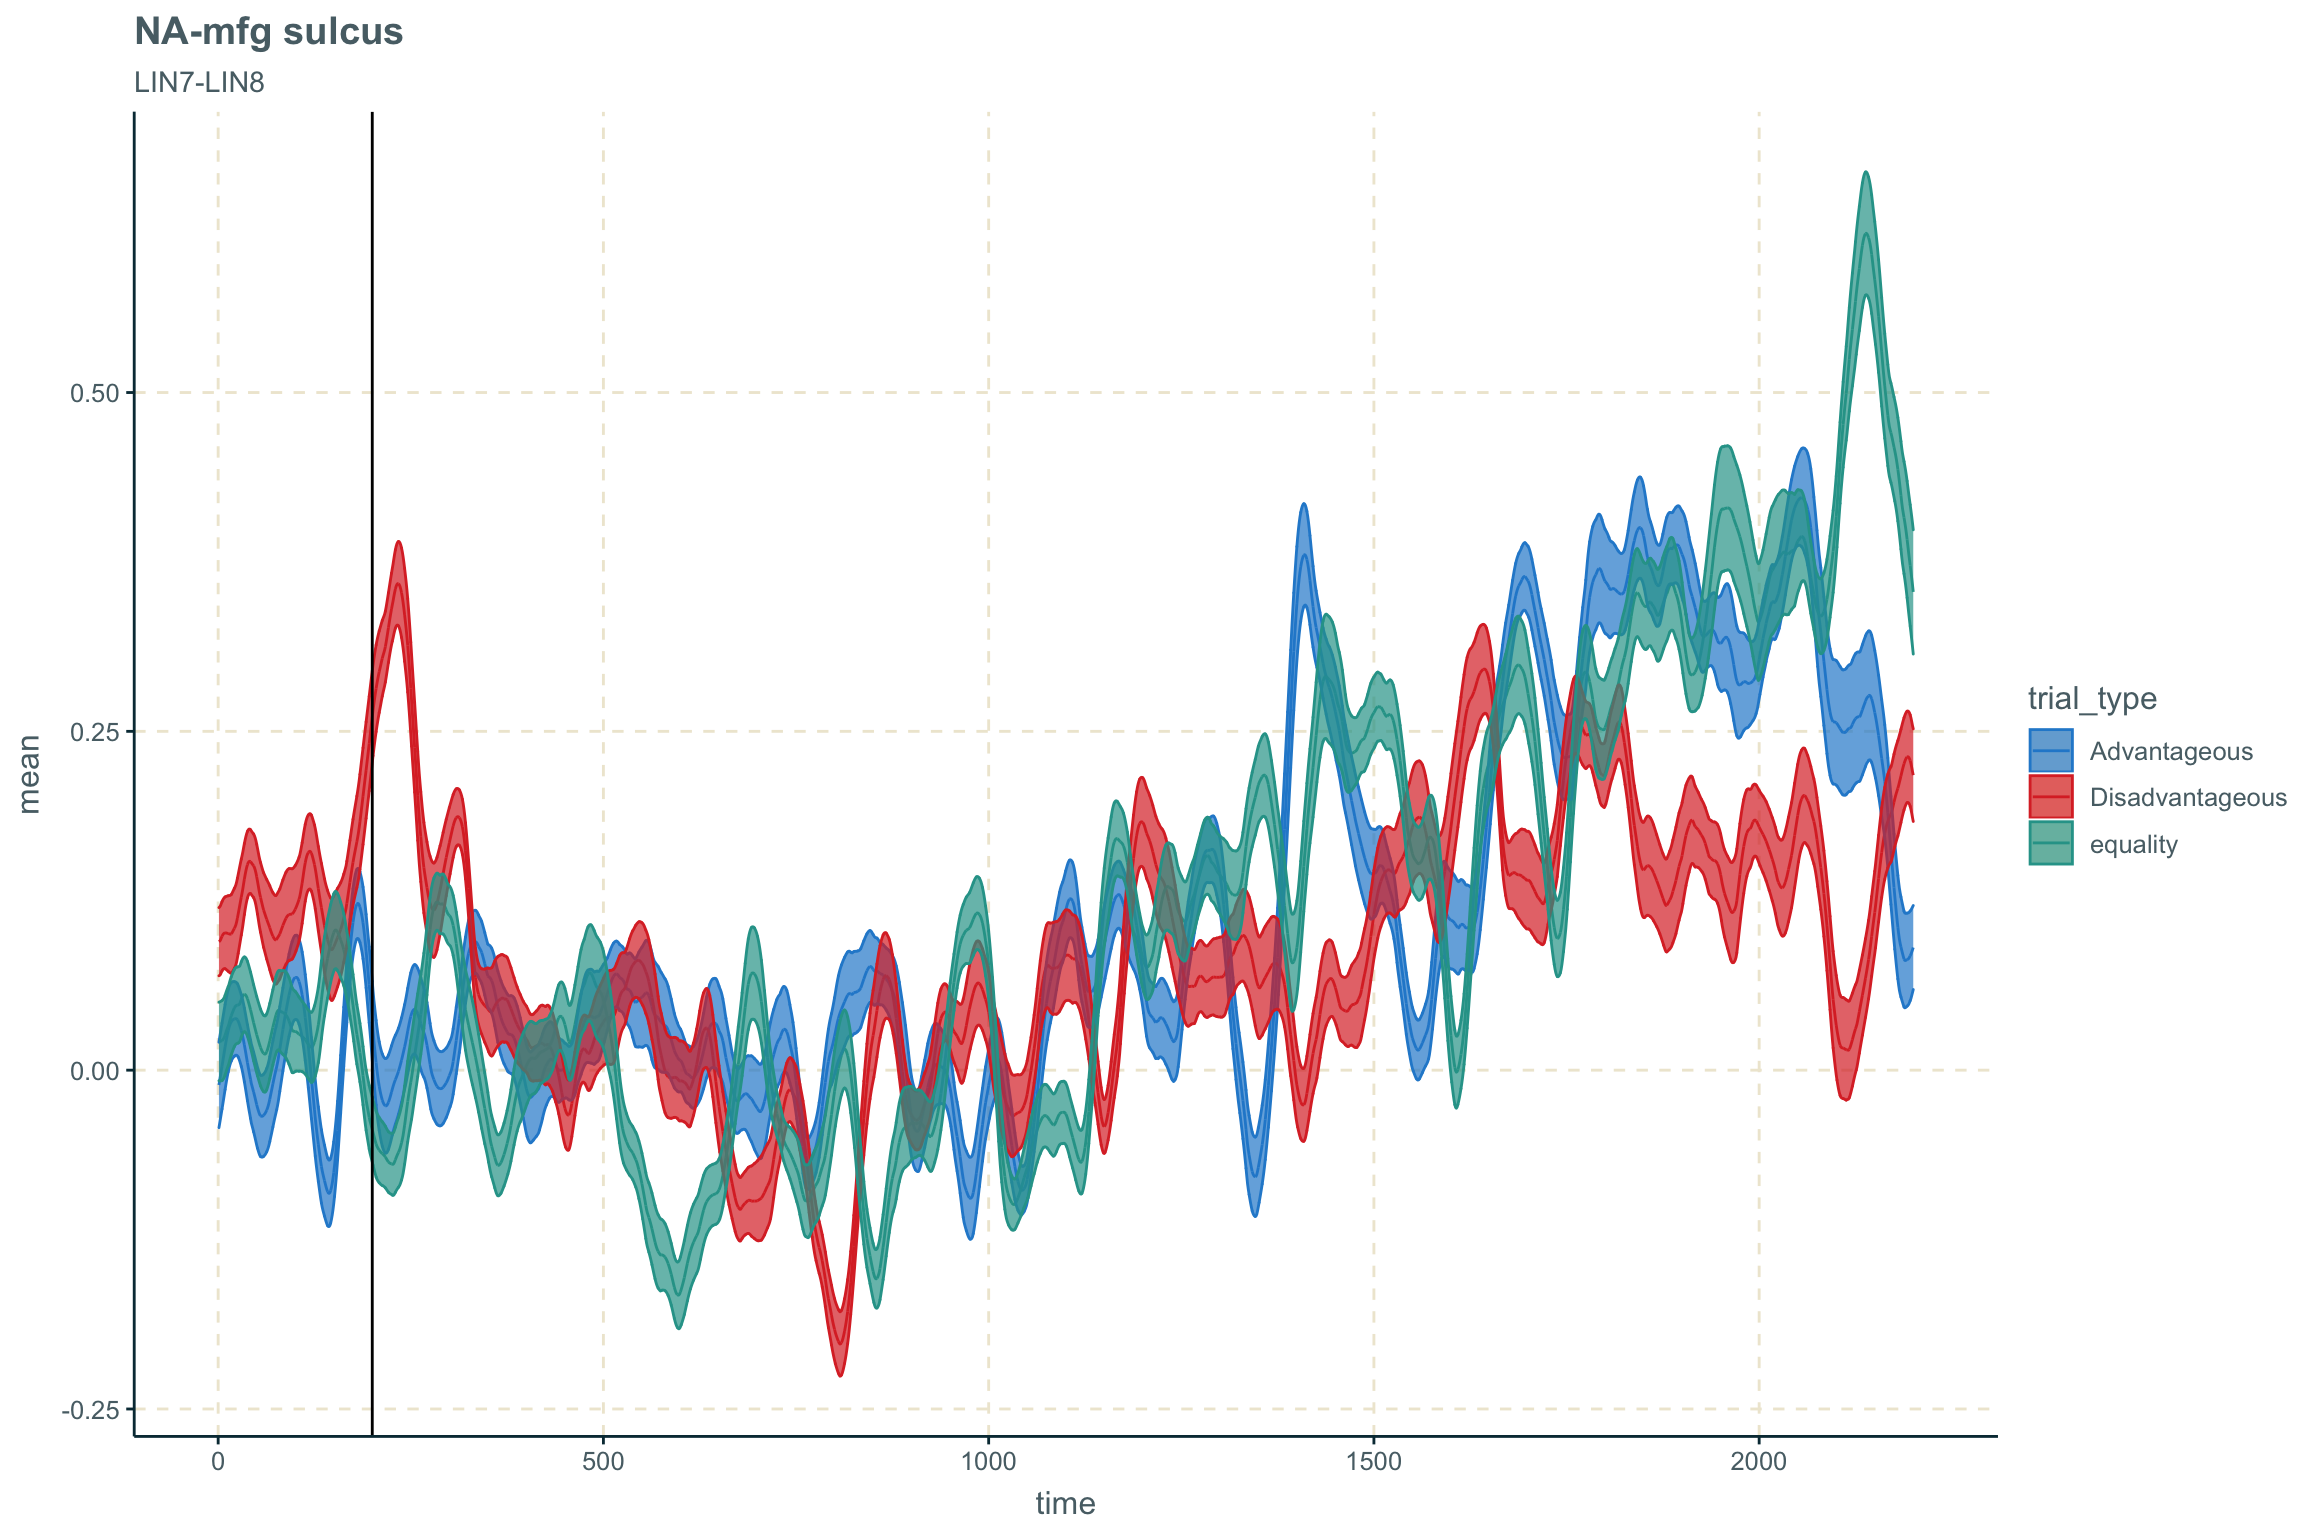 NA-mfg sulcus
LIN7-LIN8
mean
0.50
0.25
0.00
-0.25
0
500
1000
1500
2000
time
trial_type
Advantageous
Disadvantageous
equality